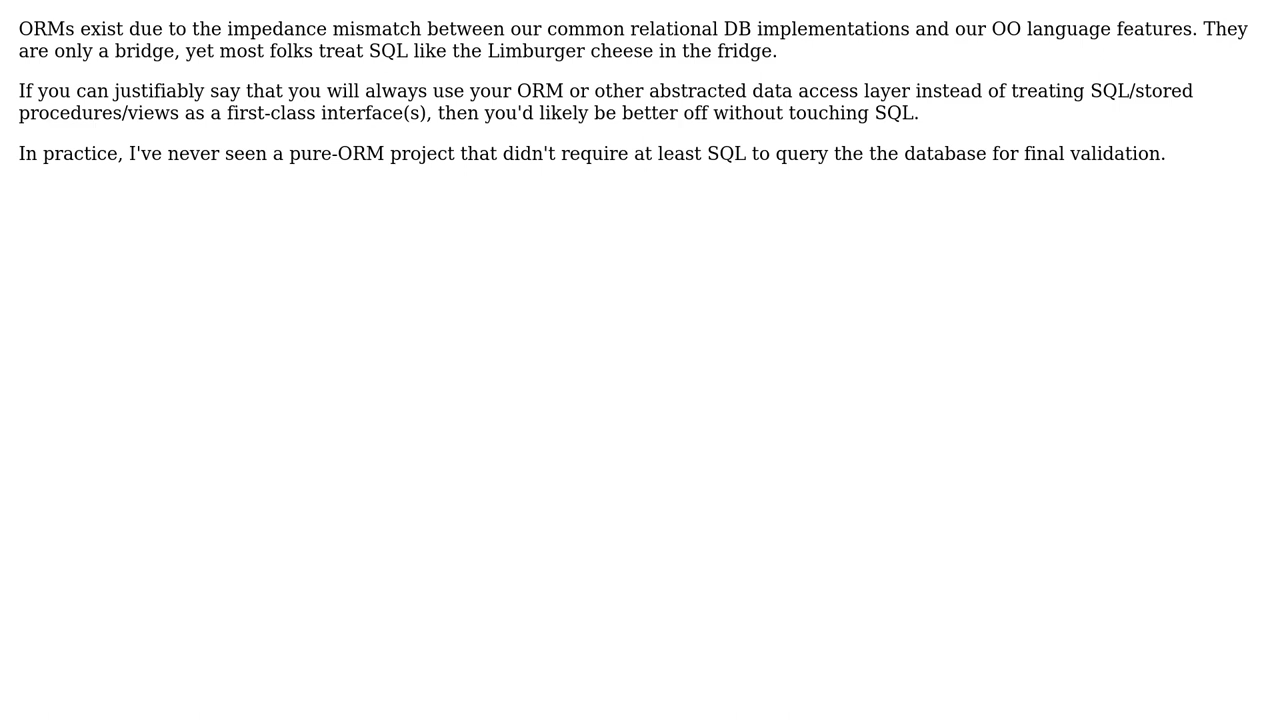 ORMs exist due to the impedance mismatch between our common relational DB implementations and our OO language features. They
are only a bridge, yet most folks treat SQL like the Limburger cheese in the fridge.
If you can justifiably say that you will always use your ORM or other abstracted data access layer instead of treating SQL/stored
procedures/views as a first-class interface(s), then you'd likely be better off without touching SQL.
In practice, I've never seen a pure-ORM project that didn't require at least SQL to query the the database for final validation.